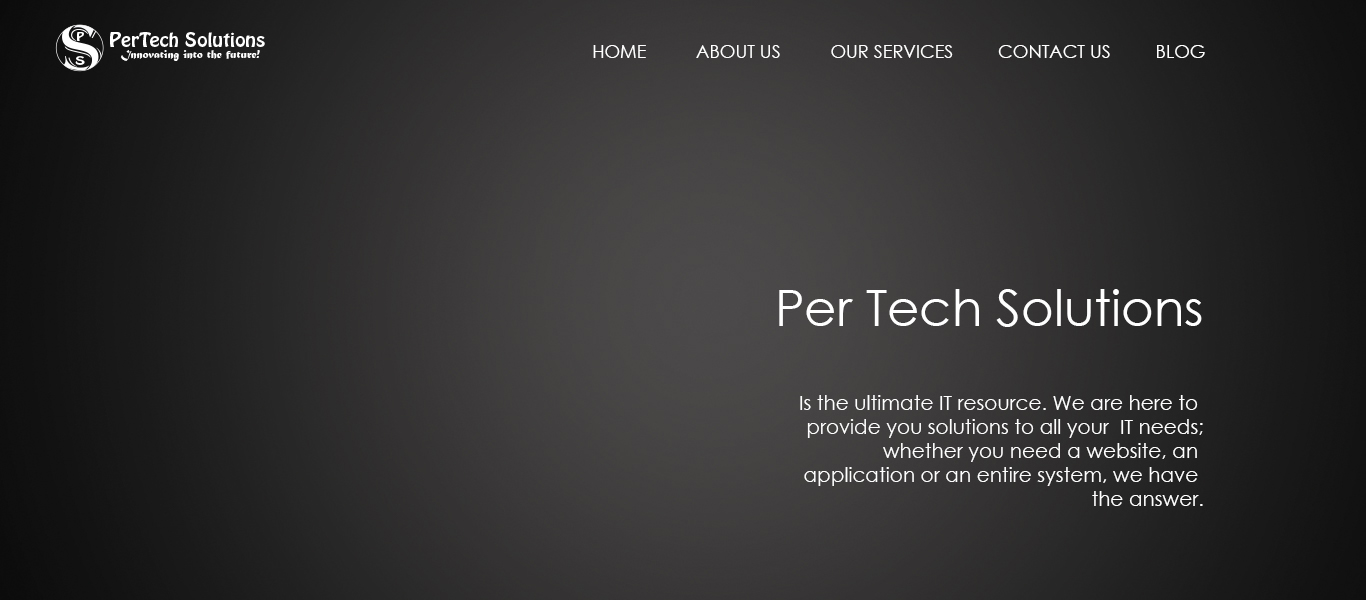 P
S
S
PerTech Solutions
Innovating into the future!
HOME ABOUT US OUR SERVICES CONTACT US BLOG
Per Tech Solutions
Is the ultimate IT resource. We are here to
provide you solutions to all your IT needs;
whether you need a website, an
application or an entire system, we have
the answer.